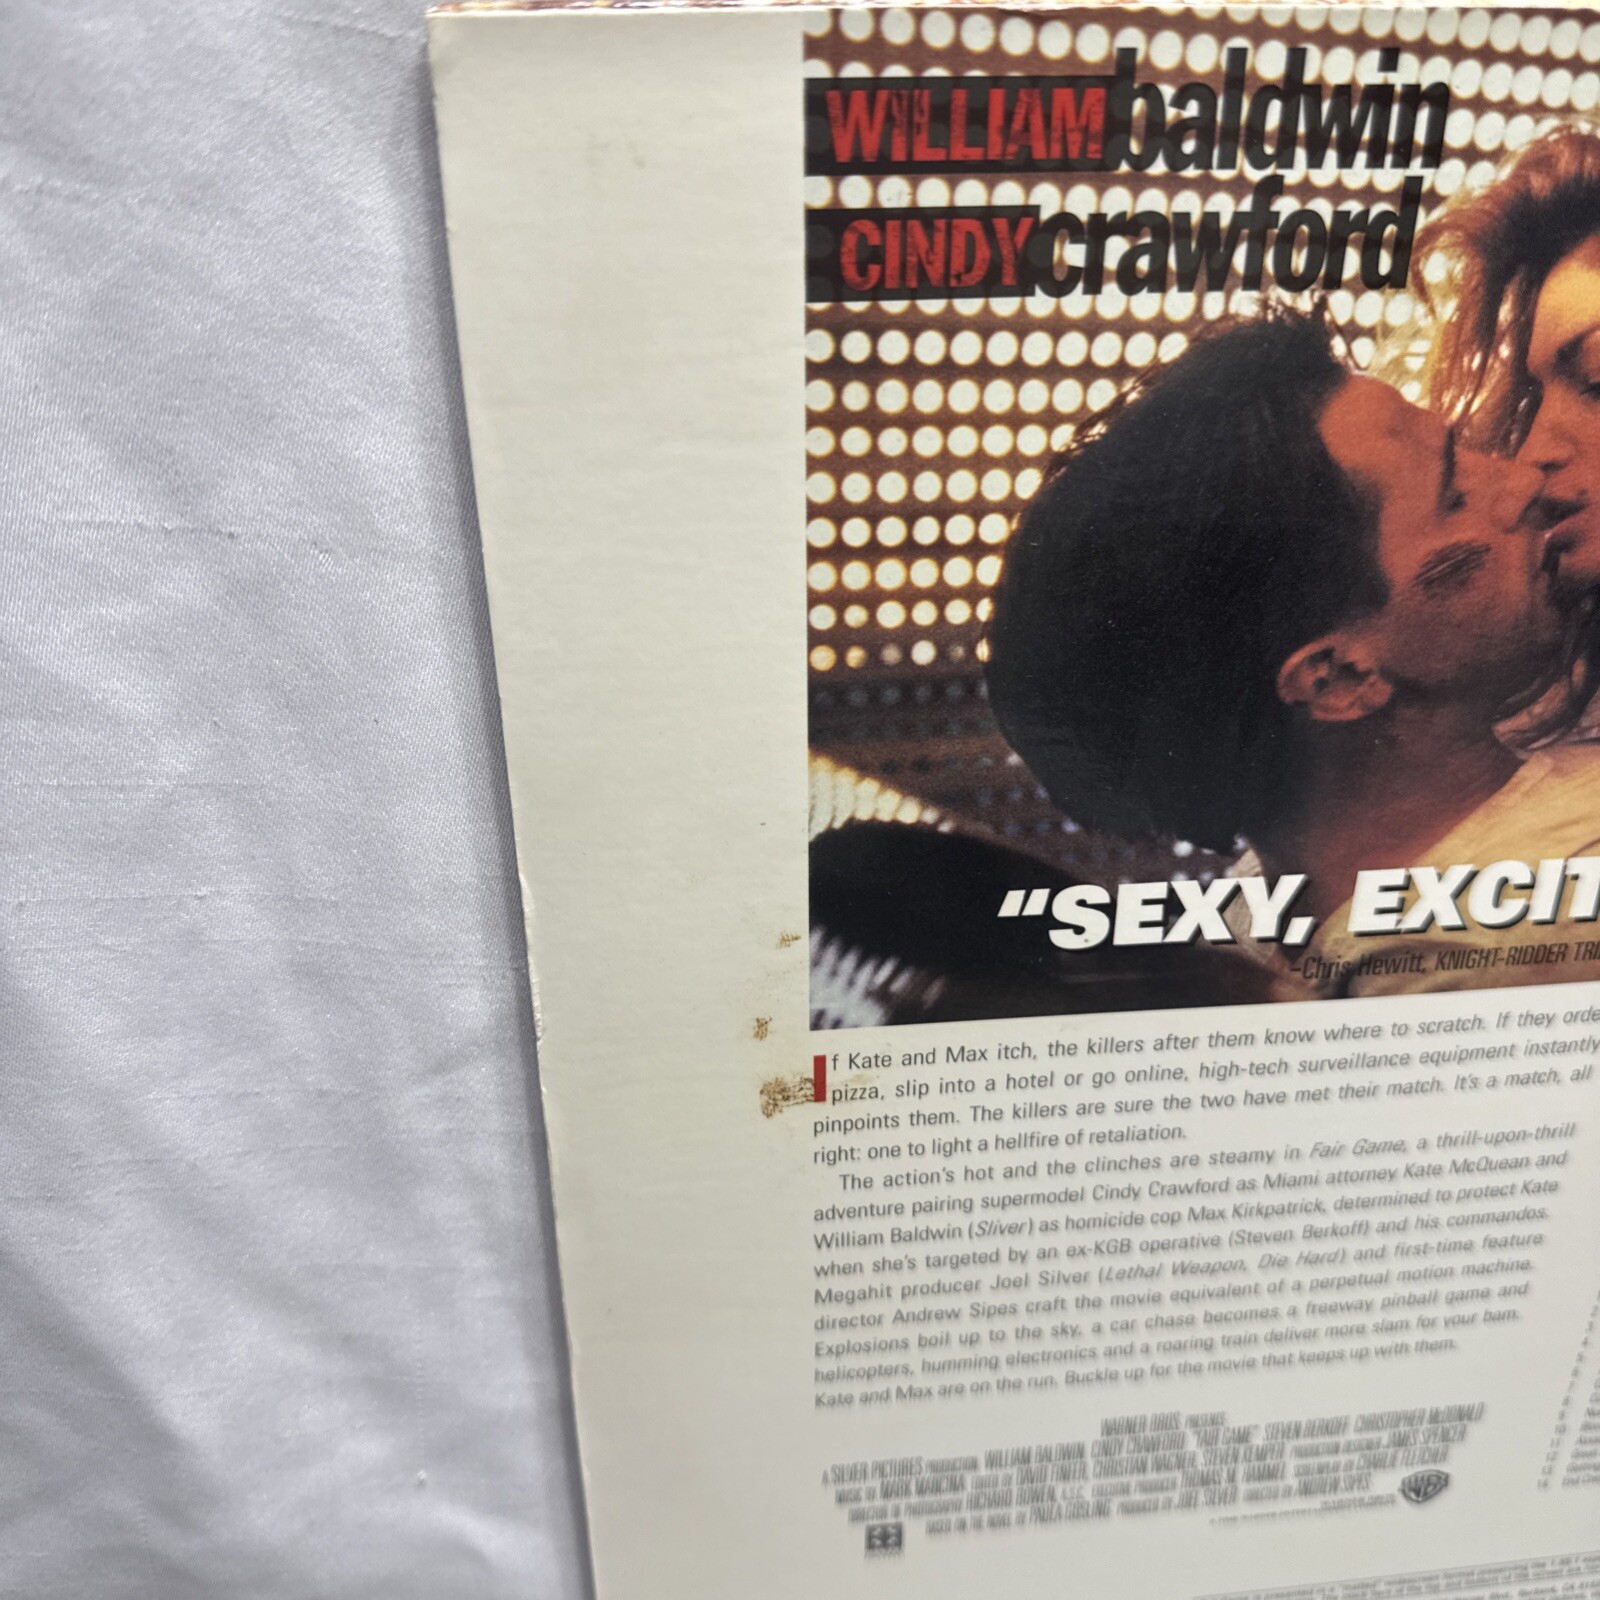 WILLIAM baldwin
CINDY crawford
"SEXY, EXCIT
–Chris Hewitt, KNIGHT-RIDDER TRI
If Kate and Max itch, the killers after them know where to scratch. If they orde
pizza, slip into a hotel or go online, high-tech surveillance equipment instantly
pinpoints them. The killers are sure the two have met their match. It's a match, all
right: one to light a hellfire of retaliation.
The action's hot and the clinches are steamy in Fair Game, a thrill-upon-thrill
adventure pairing supermodel Cindy Crawford as Miami attorney Kate McQuean and
William Baldwin (Sliver) as homicide cop Max Kirkpatrick, determined to protect Kate
when she's targeted by an ex-KGB operative (Steven Berkoff) and his commandos.
Megahit producer Joel Silver (Lethal Weapon, Die Hard) and first-time feature
director Andrew Sipes craft the movie equivalent of a perpetual motion machine.
Explosions boil up to the sky, a car chase becomes a freeway pinball game and
helicopters, humming electronics and a roaring train deliver more slam for your bam.
Kate and Max are on the run. Buckle up for the movie that keeps up with them.
WARNER BROS. PRESENTS
A SILVER PICTURES PRODUCTION WILLIAM BALDWIN CINDY CRAWFORD "FAIR GAME" STEVEN BERKOFF CHRISTOPHER McDONALD
MUSIC BY MARK MANCINA EDITED BY DAVID FINFER, CHRISTIAN WAGNER, STEVEN KEMPER PRODUCTION DESIGNER JAMES SPENCER
DIRECTOR OF PHOTOGRAPHY RICHARD BOWEN, A.S.C. EXECUTIVE PRODUCER THOMAS M. HAMMEL SCREENPLAY BY CHARLIE FLETCHER
BASED ON THE NOVEL BY PAULA GOSLING PRODUCED BY JOEL SILVER DIRECTED BY ANDREW SIPES
WB